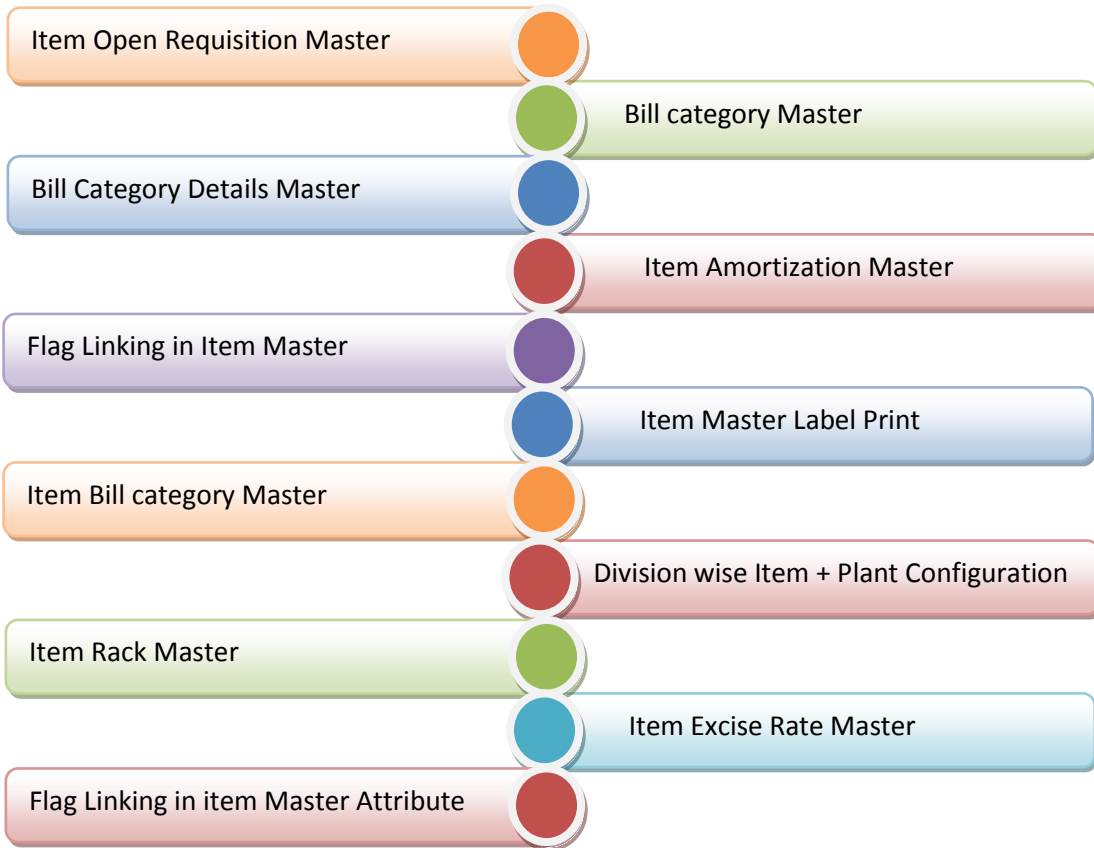 Item Open Requisition Master
Bill category Master
Bill Category Details Master
Item Amortization Master
Flag Linking in Item Master
Item Master Label Print
Item Bill category Master
Division wise Item + Plant Configuration
Item Rack Master
Item Excise Rate Master
Flag Linking in item Master Attribute